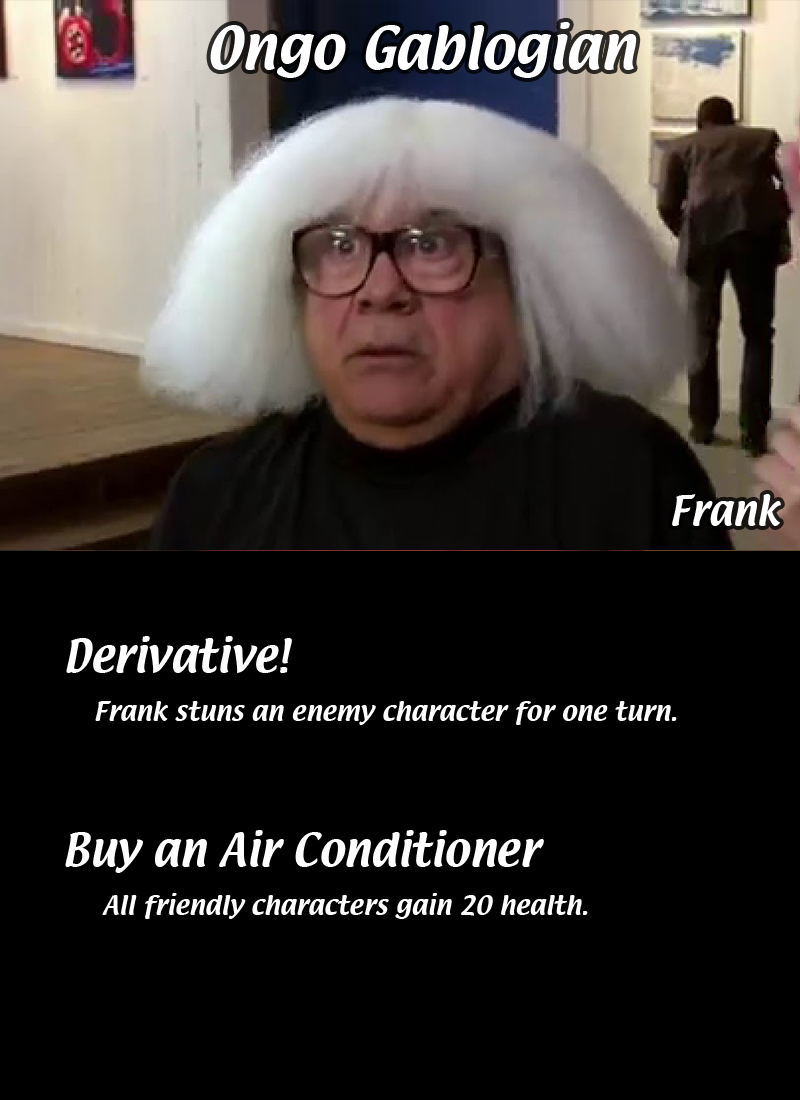 Ongo Gablogian
Frank
Derivative!
Frank stuns an enemy character for one turn.
Buy an Air Conditioner
All friendly characters gain 20 health.